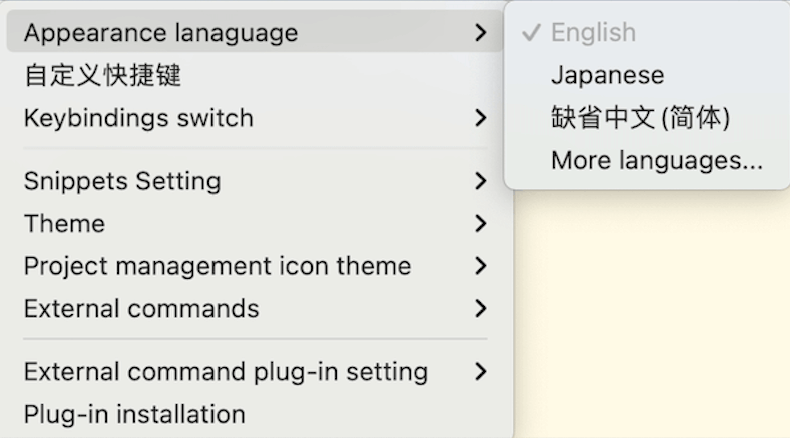 Appearance lanaguage
自定义快捷键
Keybindings switch
Snippets Setting
Theme
Project management icon theme
External commands
External command plug-in setting
Plug-in installation
English
Japanese
缺省中文(简体)
More languages...